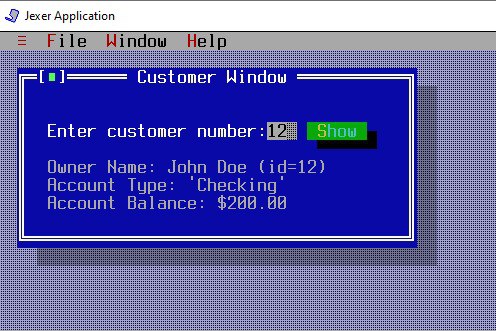 Jexer Application
File Window Help
Customer Window
Enter customer number:12 Show
Owner Name: John Doe (id=12)
Account Type: 'Checking'
Account Balance: $200.00